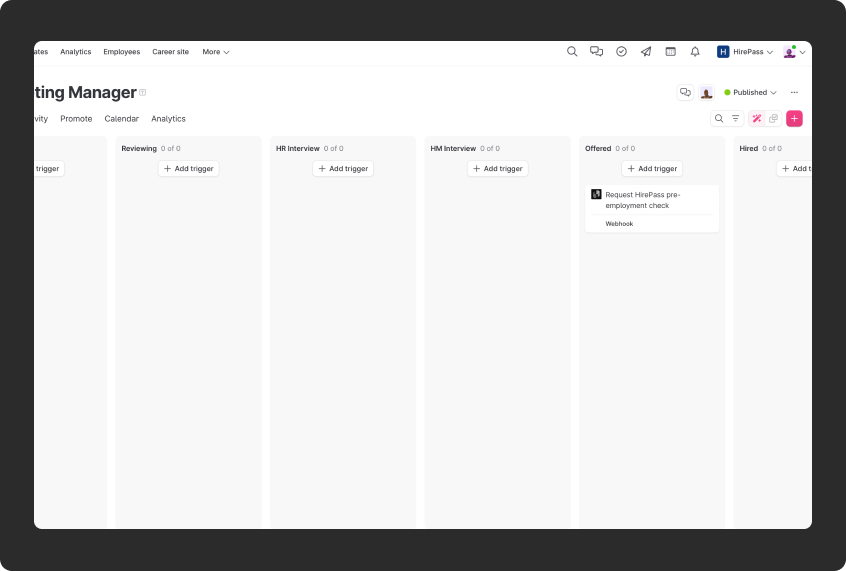 ates Analytics Employees Career site More H HirePass
ting Manager Published
vity Promote Calendar Analytics
Reviewing 0 of 0 HR Interview 0 of 0 HM Interview 0 of 0 Offered 0 of 0 Hired 0 of 0
trigger + Add trigger + Add trigger + Add trigger + Add trigger + Add t
Request HirePass pre-
employment check
Webhook